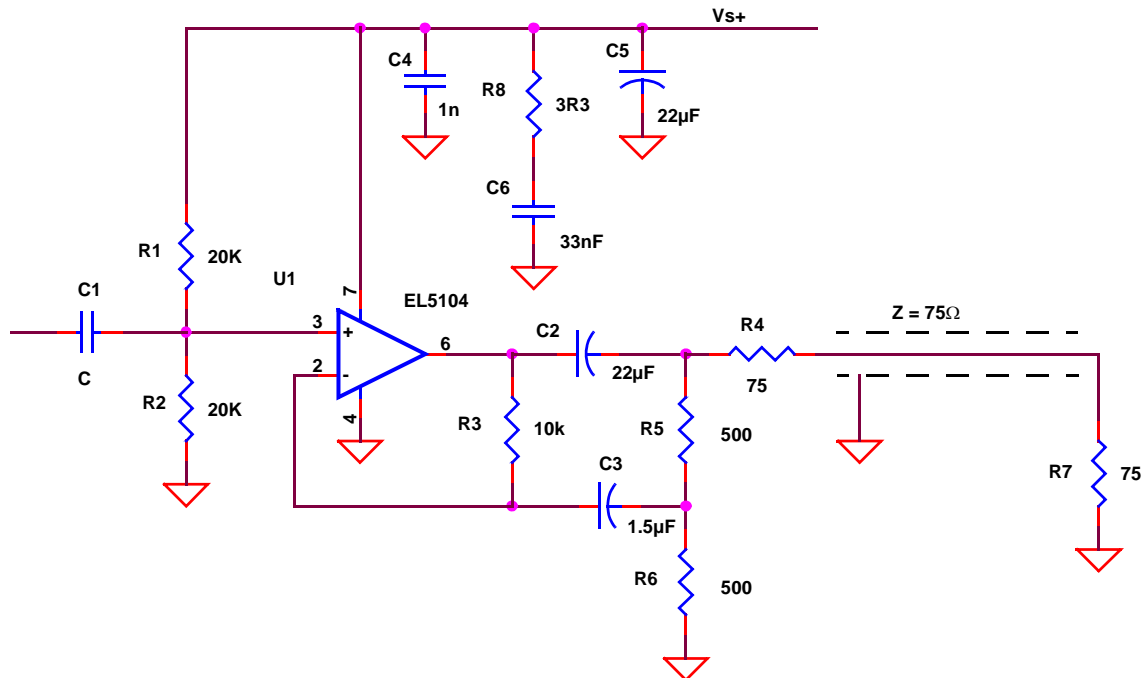 Vs+
C4
1n
R8
3R3
C5
22µF
C6
33nF
R1
20K
U1
7
EL5104
C1
C
3
+
2
-
6
4
R2
20K
C2
22µF
R4
75
Z = 75Ω
R3
10k
R5
500
C3
1.5µF
R7
75
R6
500